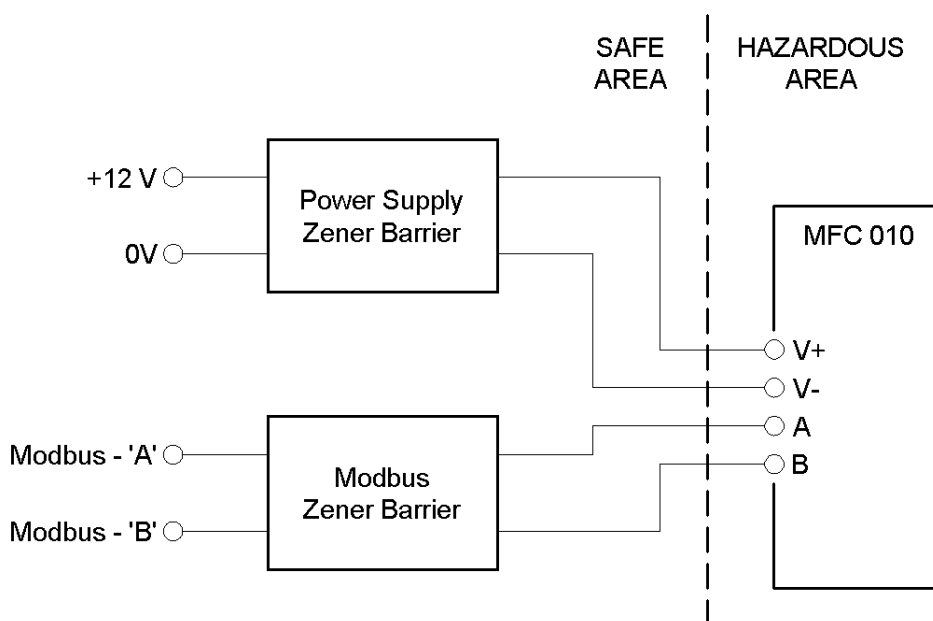 SAFE
AREA
HAZARDOUS
AREA
+12 V
0V
Power Supply
Zener Barrier
MFC 010
V+
V-
A
B
Modbus - 'A'
Modbus - 'B'
Modbus
Zener Barrier